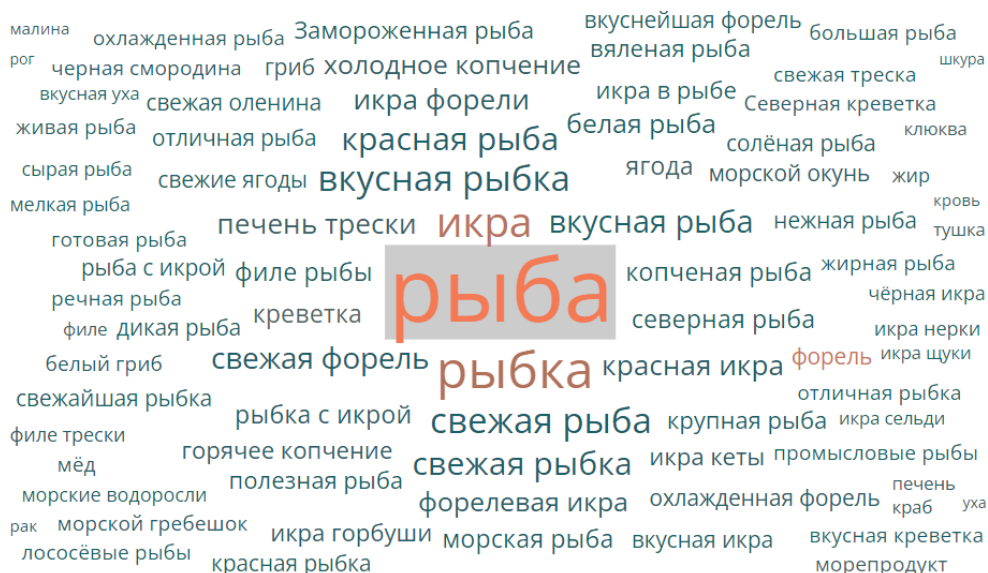 малина
охлажденная рыба
Замороженная рыба
вкуснейшая форель
большая рыба
рог
черная смородина
гриб
холодное копчение
вяленая рыба
шкура
вкусная уха
свежая оленина
икра форели
икра в рыбе
свежая треска
Северная креветка
живая рыба
отличная рыба
красная рыба
белая рыба
солёная рыба
клюква
сырая рыба
свежие ягоды
вкусная рыбка
ягода
морской окунь
жир
мелкая рыба
печень трески
икра
вкусная рыба
нежная рыба
кровь
тушка
готовая рыба
рыба с икрой
филе рыбы
рыба
копченая рыба
жирная рыба
речная рыба
чёрная икра
филе
дикая рыба
креветка
северная рыба
икра нерки
белый гриб
свежая форель
рыбка
красная икра
форель
икра щуки
свежайшая рыбка
рыбка с икрой
свежая рыба
крупная рыба
отличная рыбка
икра сельди
филе трески
горячее копчение
мёд
полезная рыба
свежая рыбка
икра кеты
промысловые рыбы
морские водоросли
форелевая икра
охлажденная форель
печень
краб
уха
рак
морской гребешок
икра горбуши
морская рыба
вкусная икра
вкусная креветка
лососёвые рыбы
красная рыбка
морепродукт